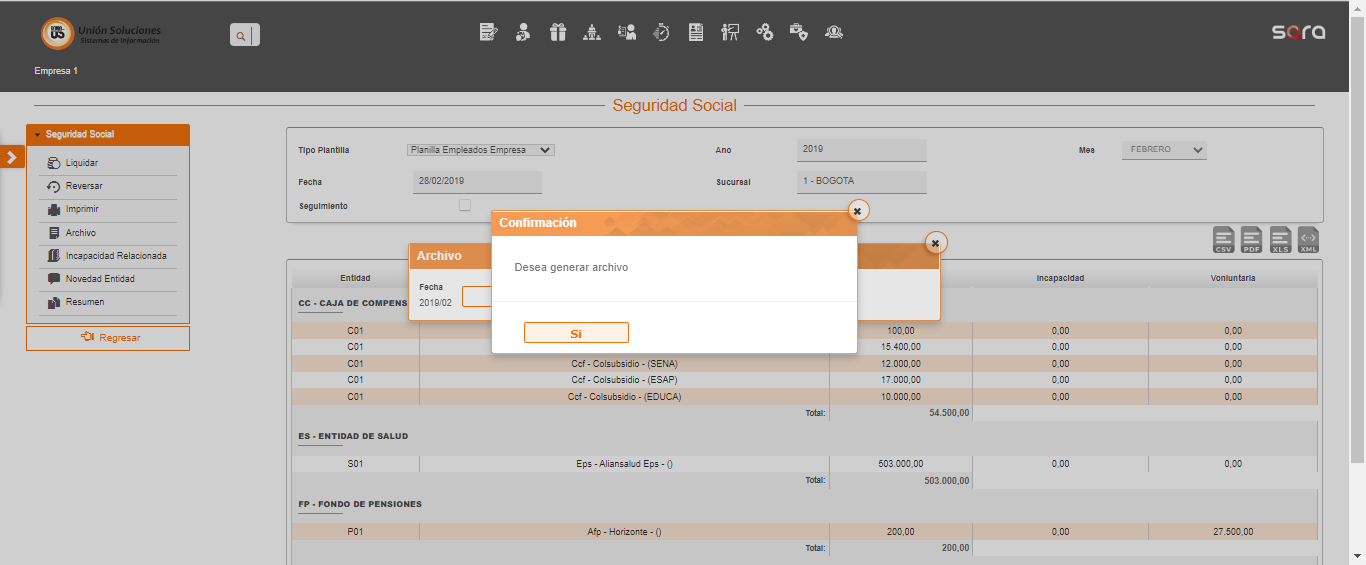 Unión Soluciones
Sistemas de Información
sara
Empresa 1
Seguridad Social
Seguridad Social
Liquidar
Reversar
Imprimir
Archivo
Incapacidad Relacionada
Novedad Entidad
Resumen
Regresar
Tipo Plantilla Planilla Empleados Empresa Ano 2019 Mes FEBRERO
Fecha 28/02/2019 Sucursal 1 - BOGOTA
Seguimiento
CSV PDF XLS XML
Confirmación
Desea generar archivo
Si
Archivo
Fecha
2019/02
Entidad Incapacidad Vonluntaria
CC - CAJA DE COMPENS
C01 100,00 0,00 0,00
C01 15.400,00 0,00 0,00
C01 Ccf - Colsubsidio - (SENA) 12.000,00 0,00 0,00
C01 Ccf - Colsubsidio - (ESAP) 17.000,00 0,00 0,00
C01 Ccf - Colsubsidio - (EDUCA) 10.000,00 0,00 0,00
Total: 54.500,00
ES - ENTIDAD DE SALUD
S01 Eps - Aliansalud Eps - () 503.000,00 0,00 0,00
Total: 503.000,00
FP - FONDO DE PENSIONES
P01 Afp - Horizonte - () 200,00 0,00 27.500,00
Total: 200,00